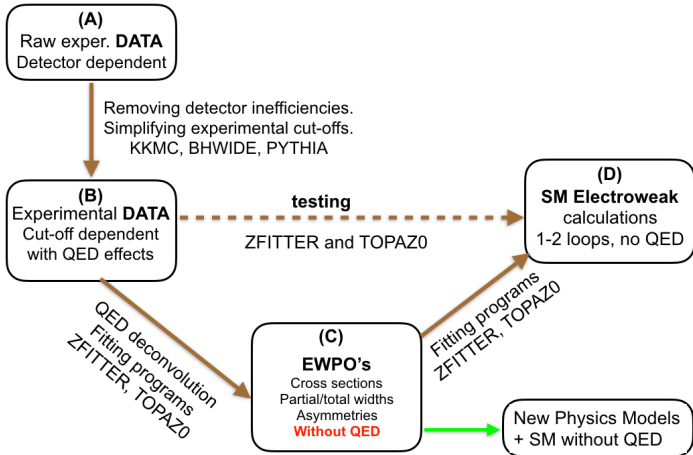 (A)
Raw exper. DATA
Detector dependent
Removing detector inefficiencies.
Simplifying experimental cut-offs.
KKMC, BHWIDE, PYTHIA
(B)
Experimental DATA
Cut-off dependent
with QED effects
testing
ZFITTER and TOPAZ0
(D)
SM Electroweak
calculations
1-2 loops, no QED
QED deconvolution
Fitting programs
ZFITTER, TOPAZ0
(C)
EWPO's
Cross sections
Partial/total widths
Asymmetries
Without QED
Fitting programs
ZFITTER, TOPAZ0
New Physics Models
+ SM without QED